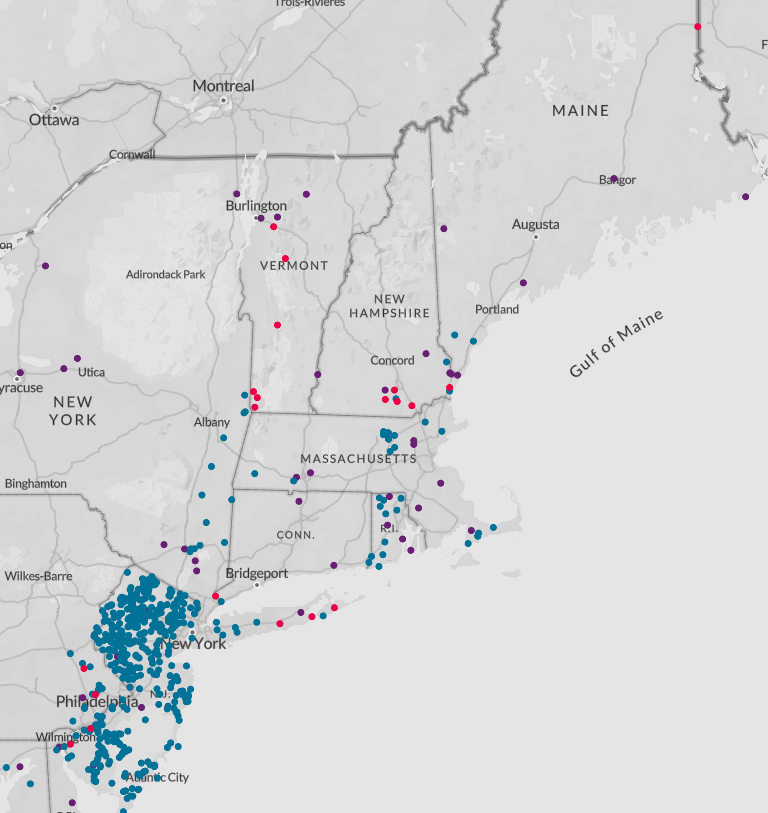 Trois-Rivières
Montreal
Ottawa
MAINE
Cornwall
Bangor
Burlington
Augusta
VERMONT
Adirondack Park
NEW
HAMPSHIRE
Portland
Gulf of Maine
Concord
Utica
yracuse
NEW
YORK
Albany
MASSACHUSETTS
Binghamton
CONN.
R.I.
Wilkes-Barre
Bridgeport
New York
N.J.
Philadelphia
Wilmington
Atlantic City